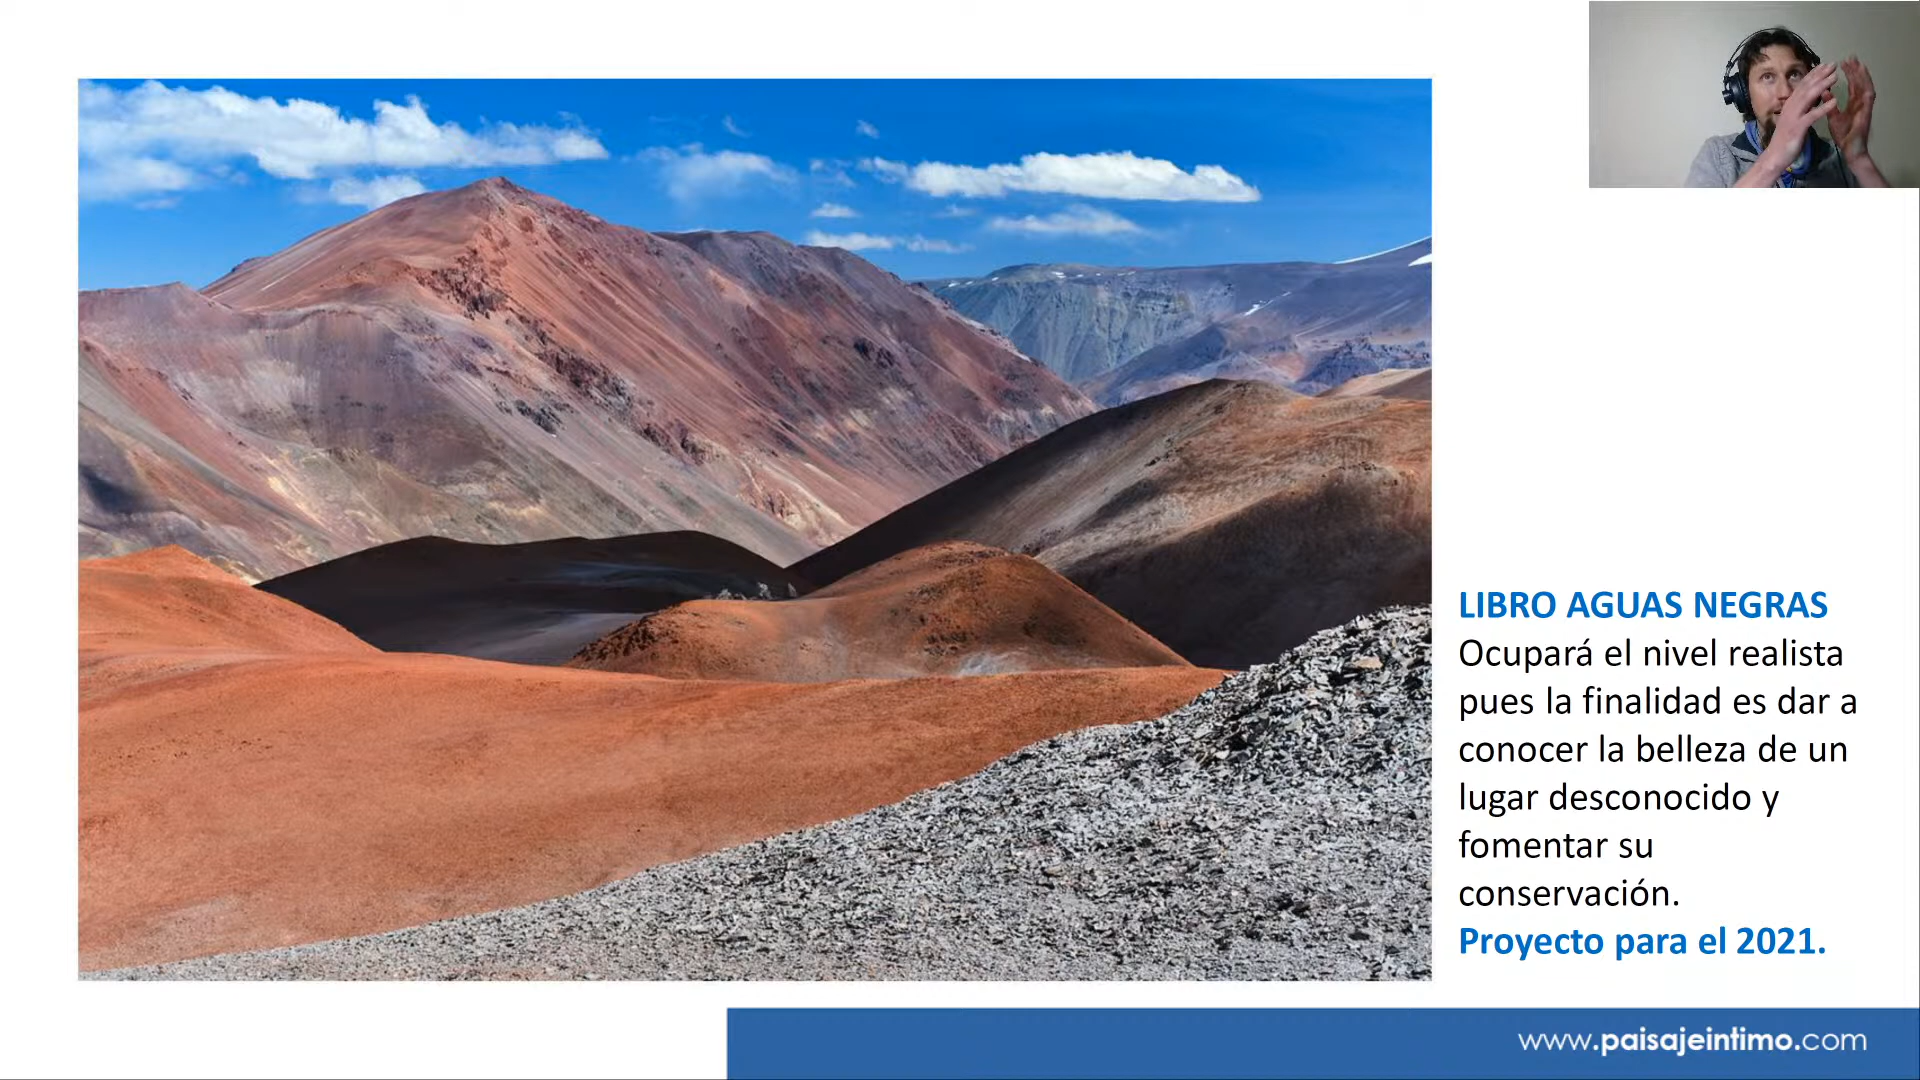 LIBRO AGUAS NEGRAS
Ocupará el nivel realista
pues la finalidad es dar a
conocer la belleza de un
lugar desconocido y
fomentar su
conservación.
Proyecto para el 2021.
www.paisajeintimo.com